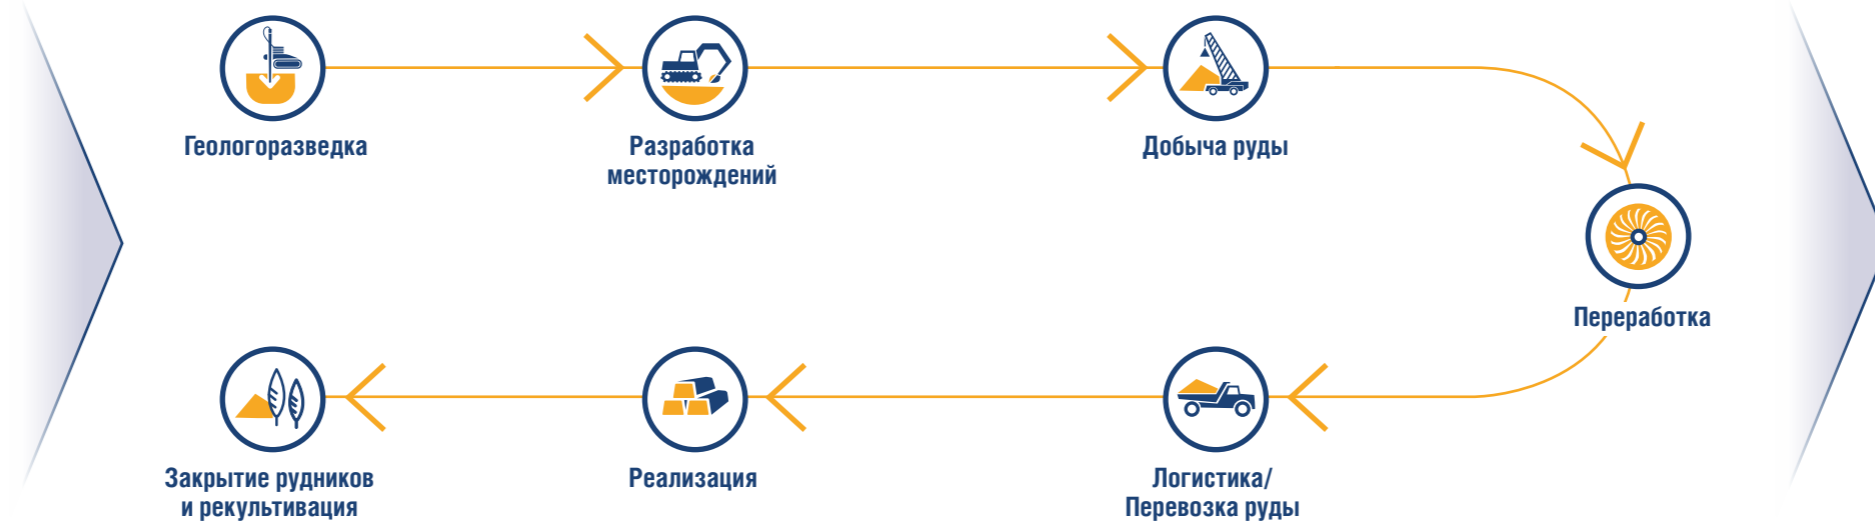 Геологоразведка
Разработка
месторождений
Добыча руды
Переработка
Логистика/
Перевозка руды
Реализация
Закрытие рудников
и рекультивация